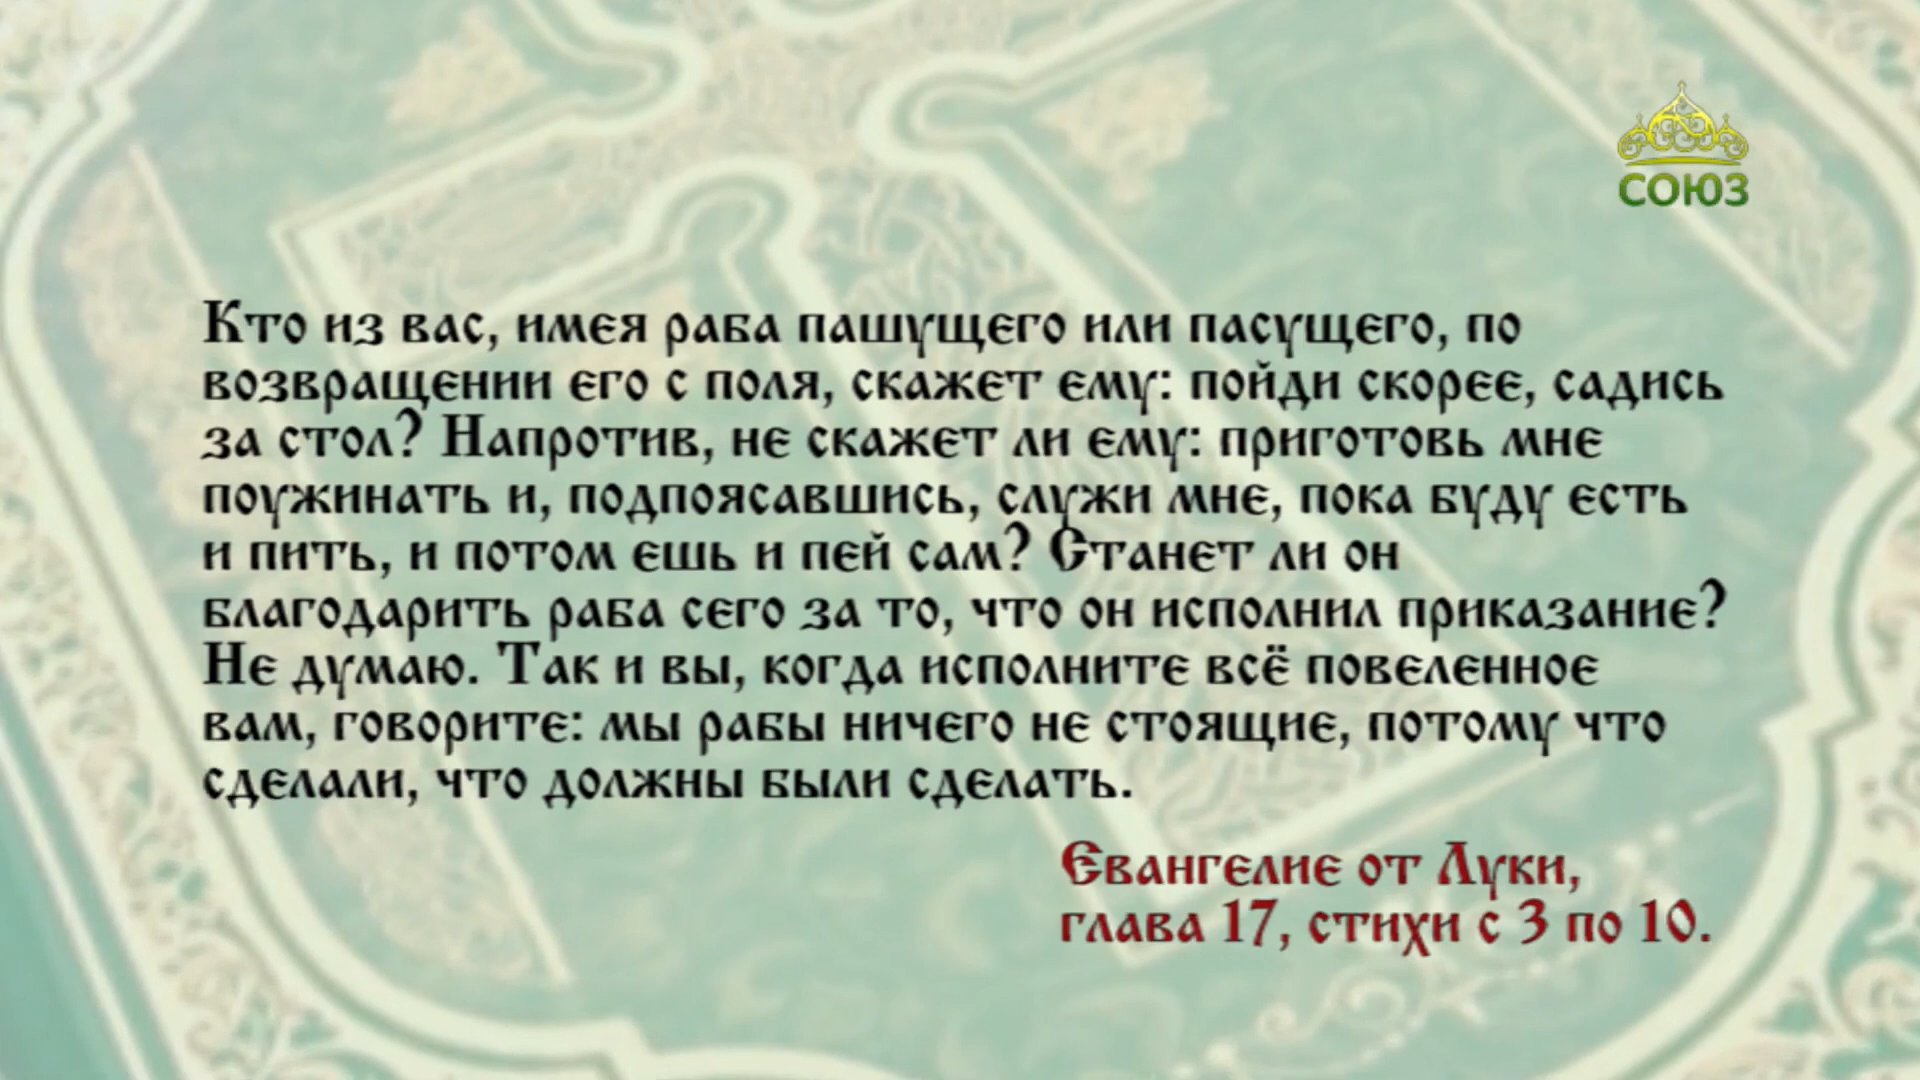 СОЮЗ
Кто из вас, имея раба пашущего или пасущего, по
возвращении его с поля, скажет ему: пойди скорее, садись
за стол? Напротив, не скажет ли ему: приготовь мне
поужинать и, подпоясавшись, служи мне, пока буду есть
и пить, и потом ешь и пей сам? Станет ли он
благодарить раба сего за то, что он исполнил приказание?
Не думаю. Так и вы, когда исполните всё повеленное
вам, говорите: мы рабы ничего не стоящие, потому что
сделали, что должны были сделать.
Евангелие от Луки,
глава 17, стихи с 3 по 10.